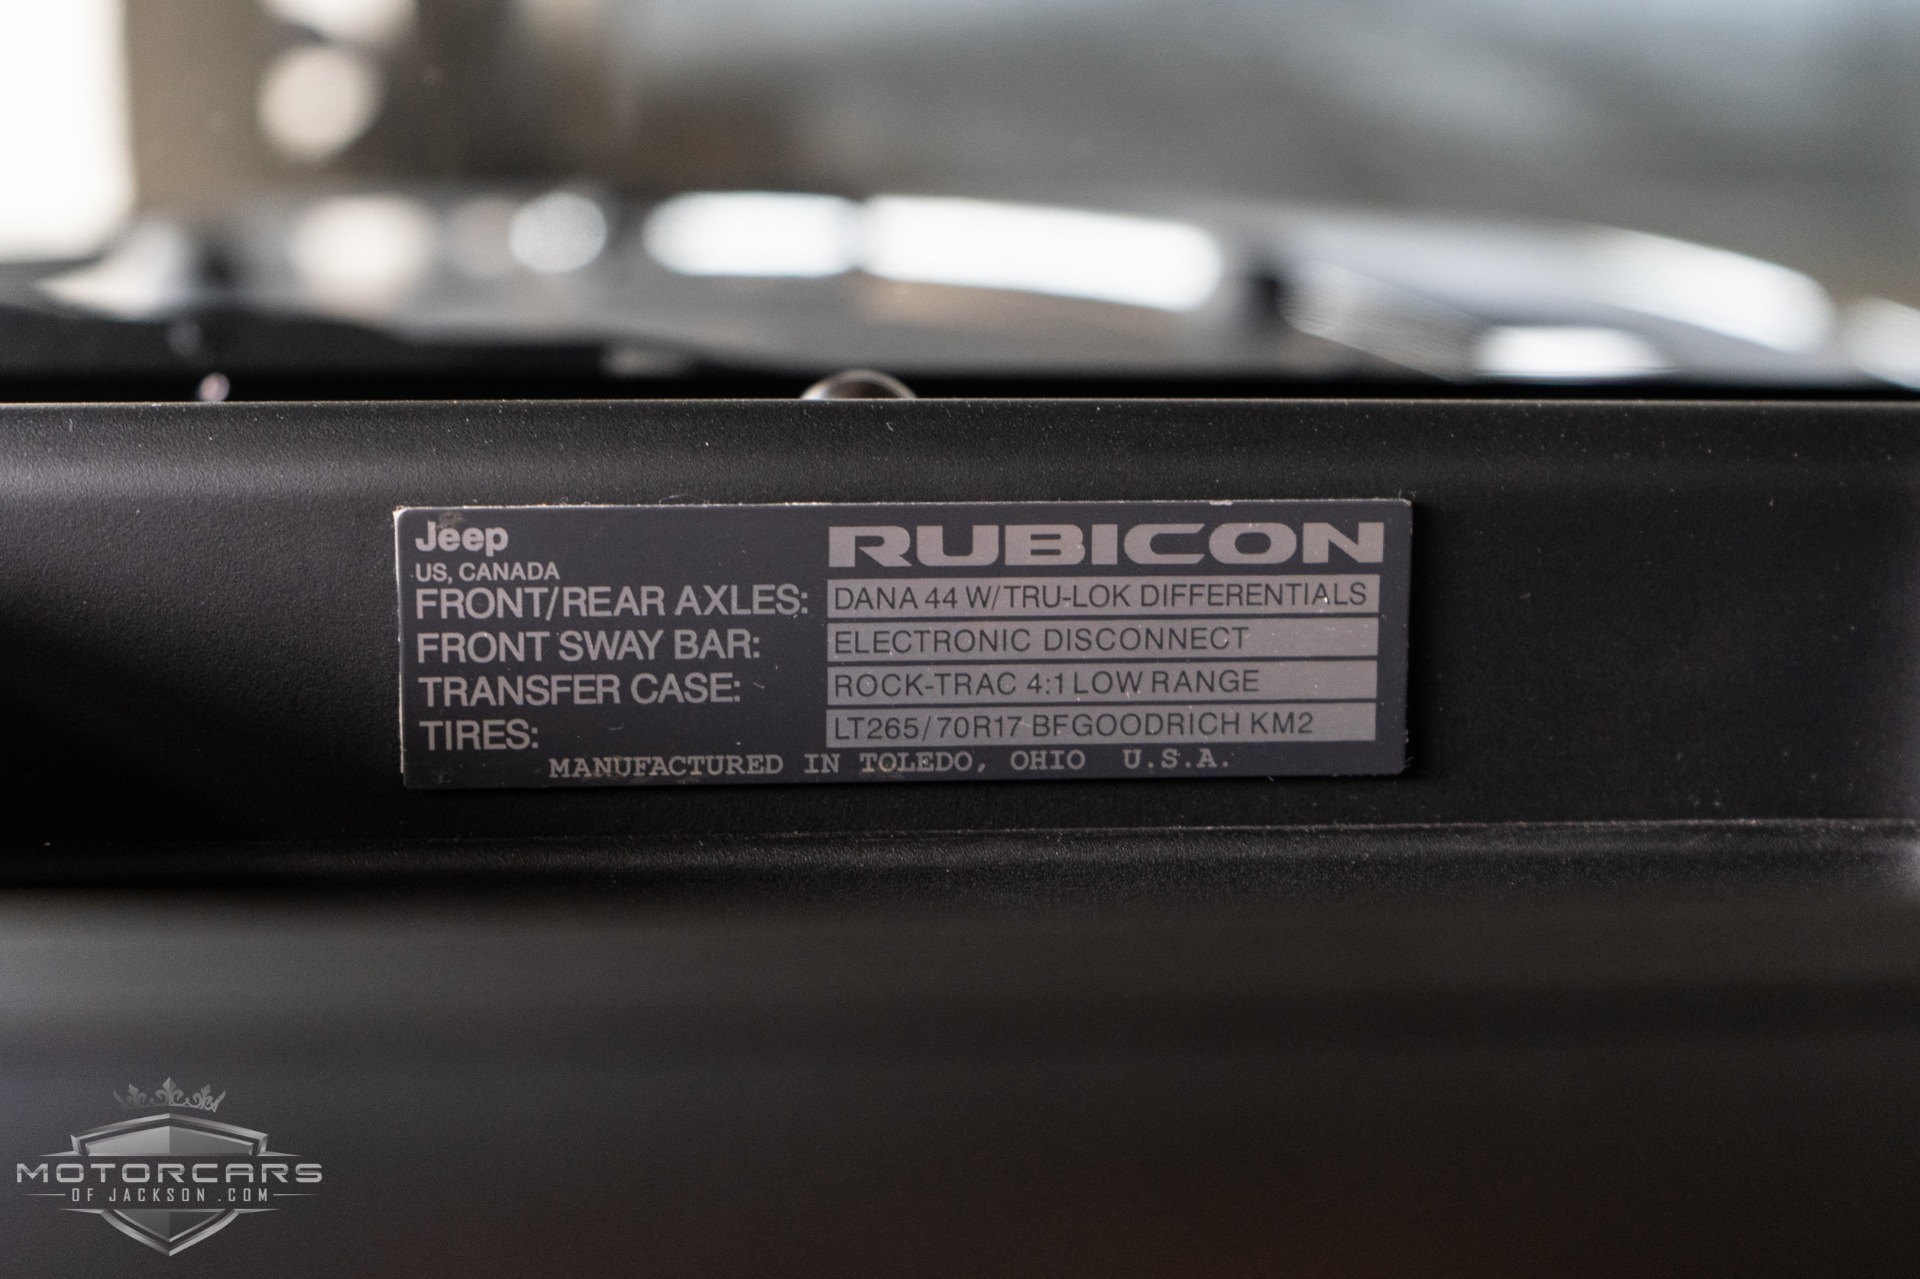 Jeep RUBICON
US, CANADA
FRONT/REAR AXLES: DANA 44 W/TRU-LOK DIFFERENTIALS
FRONT SWAY BAR: ELECTRONIC DISCONNECT
TRANSFER CASE: ROCK-TRAC 4:1 LOW RANGE
TIRES: LT265/70R17 BFGOODRICH KM2
MANUFACTURED IN TOLEDO, OHIO U.S.A.
MOTORCARS
OF JACKSON.COM